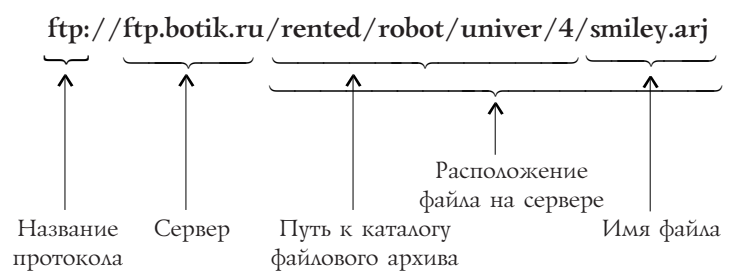 ftp://ftp.botik.ru/rented/robot/univer/4/smiley.arj
Расположение
файла на сервере
Название
протокола
Сервер
Путь к каталогу
файлового архива
Имя файла